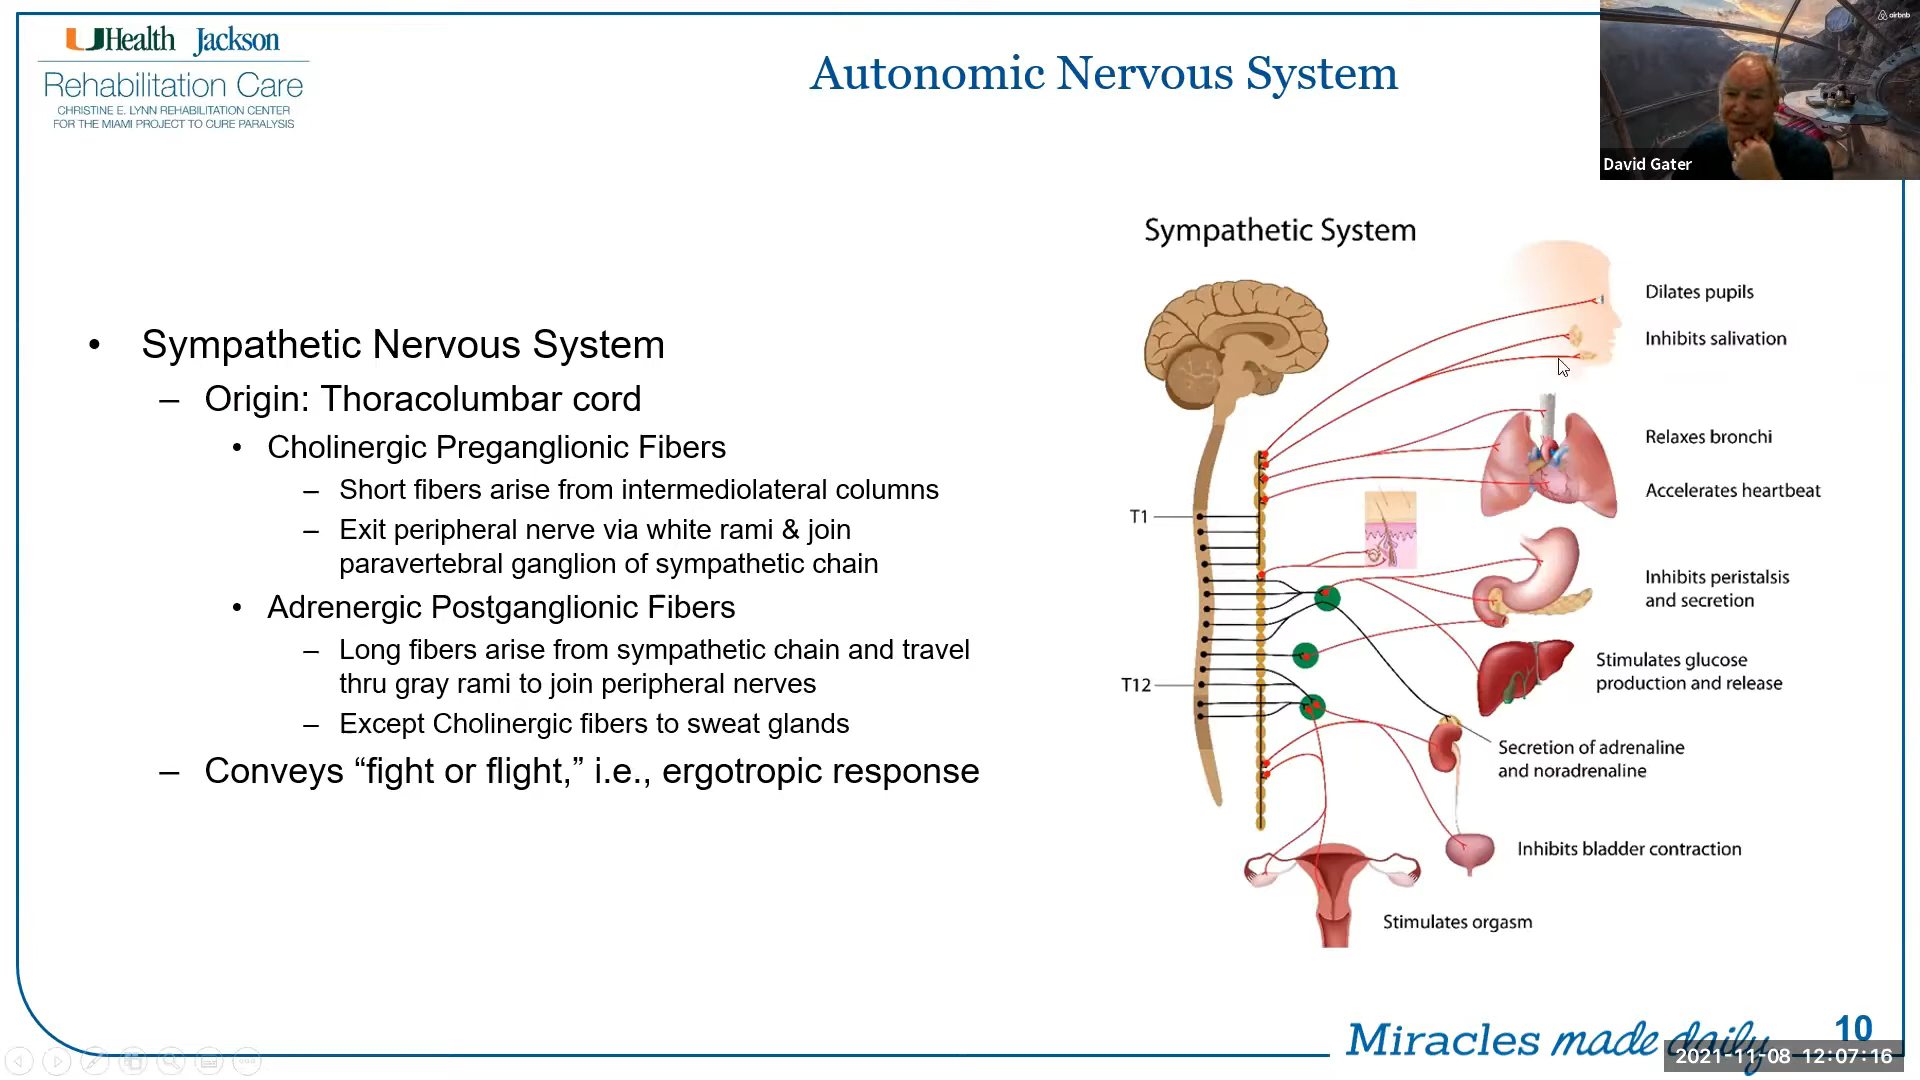 UHealth Jackson
Rehabilitation Care
CHRISTINE E. LYNN REHABILITATION CENTER
FOR THE MIAMI PROJECT TO CURE PARALYSIS
Autonomic Nervous System
airbnb
David Gater
• Sympathetic Nervous System
– Origin: Thoracolumbar cord
• Cholinergic Preganglionic Fibers
– Short fibers arise from intermediolateral columns
– Exit peripheral nerve via white rami & join
paravertebral ganglion of sympathetic chain
• Adrenergic Postganglionic Fibers
– Long fibers arise from sympathetic chain and travel
thru gray rami to join peripheral nerves
– Except Cholinergic fibers to sweat glands
– Conveys “fight or flight,” i.e., ergotropic response
Sympathetic System
Dilates pupils
Inhibits salivation
Relaxes bronchi
Accelerates heartbeat
T1
Inhibits peristalsis
and secretion
Stimulates glucose
production and release
T12
Secretion of adrenaline
and noradrenaline
Inhibits bladder contraction
Stimulates orgasm
Miracles made daily
10
2021-11-08 12:07:16